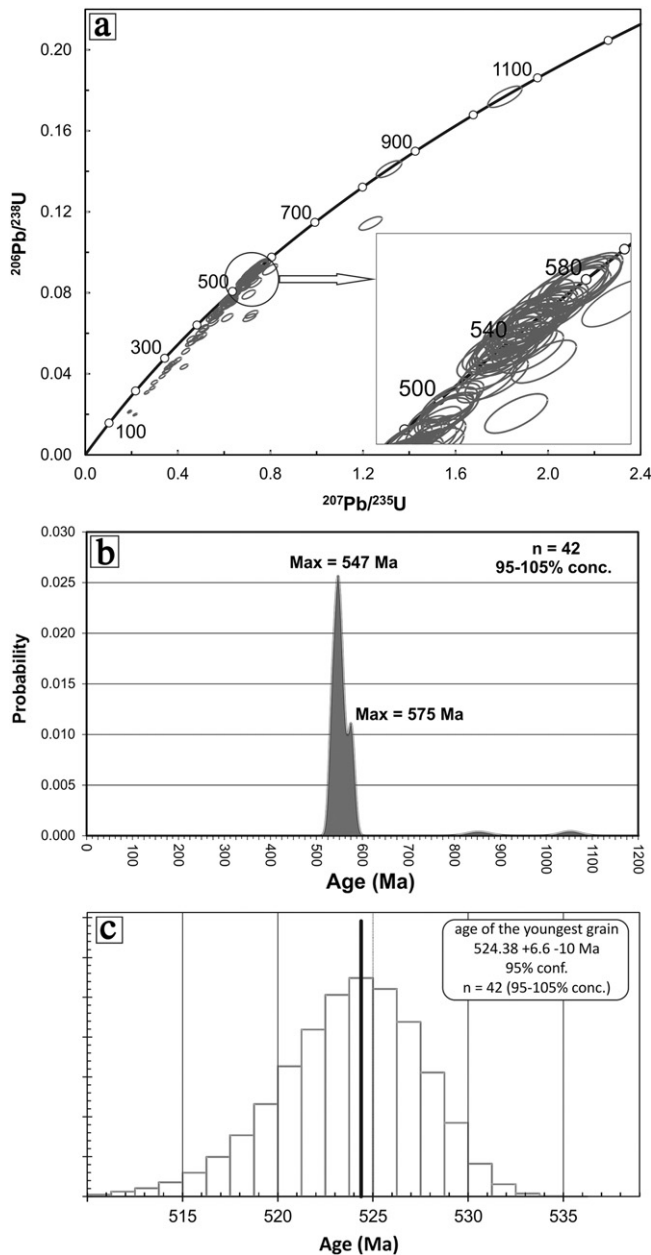 a
0.20
0.16
0.12
0.08
0.04
0.00
206Pb/238U
100
300
500
700
900
1100
500
540
580
0.0
0.4
0.8
1.2
1.6
2.0
2.4
207Pb/235U
b
0.030
0.025
0.020
0.015
0.010
0.005
0.000
Probability
n = 42
95-105% conc.
Max = 547 Ma
Max = 575 Ma
0
100
200
300
400
500
600
700
800
900
1000
1100
1200
Age (Ma)
c
age of the youngest grain
524.38 +6.6 -10 Ma
95% conf.
n = 42 (95-105% conc.)
515
520
525
530
535
Age (Ma)